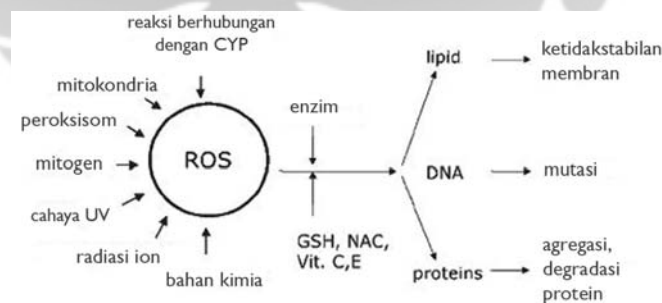 reaksi berhubungan
dengan CYP
mitokondria
peroksisom
mitogen
cahaya UV
radiasi ion
bahan kimia
ROS
enzim
GSH, NAC,
Vit. C,E
lipid
DNA
proteins
ketidakstabilan
membran
mutasi
agregasi,
degradasi
protein